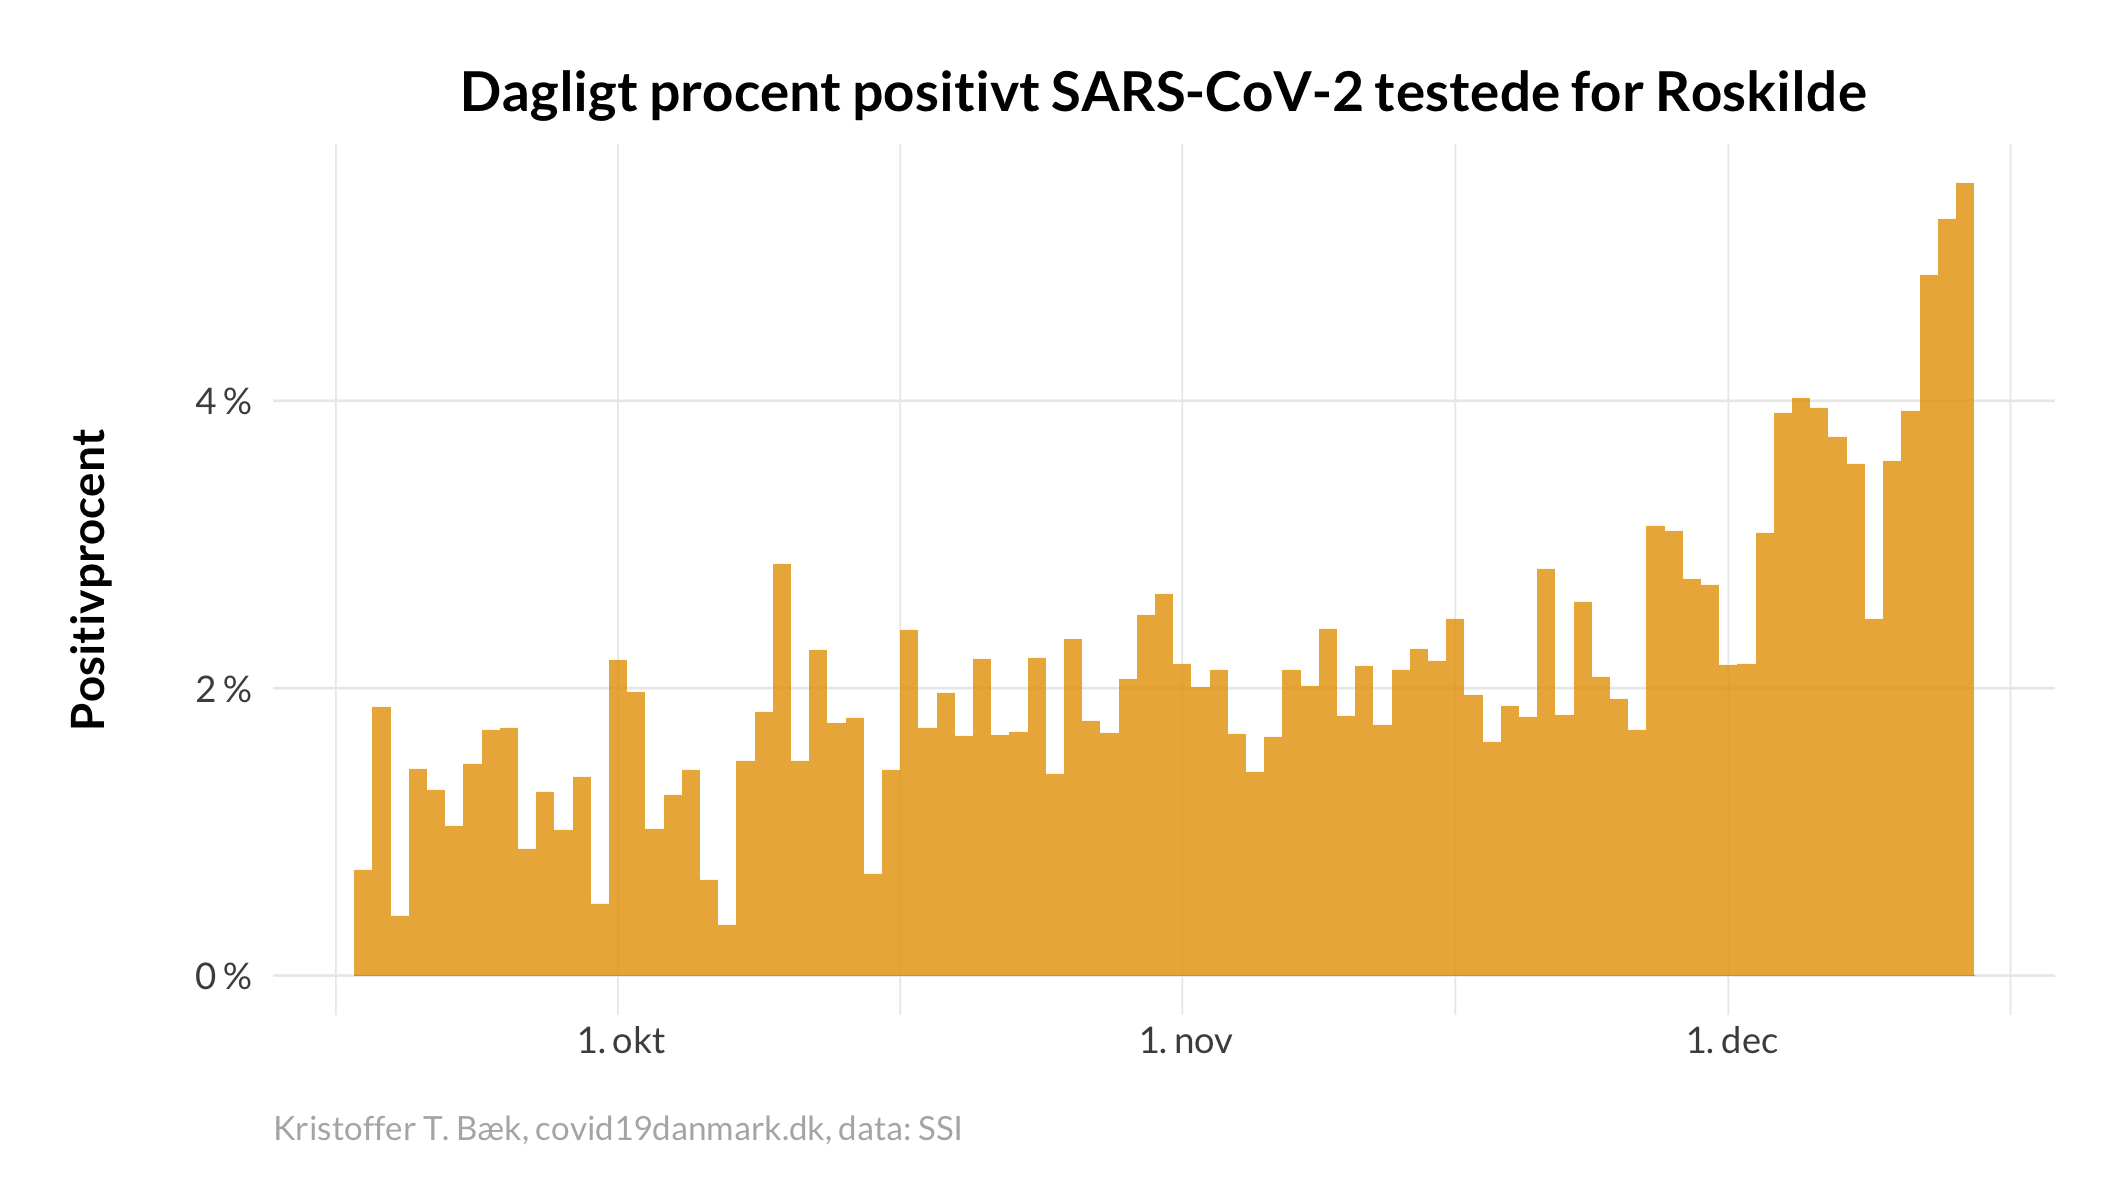 Dagligt procent positivt SARS-CoV-2 testede for Roskilde
Positivprocent
4 %
2 %
0 %
1. okt
1. nov
1. dec
Kristoffer T. Bæk, covid19danmark.dk, data: SSI